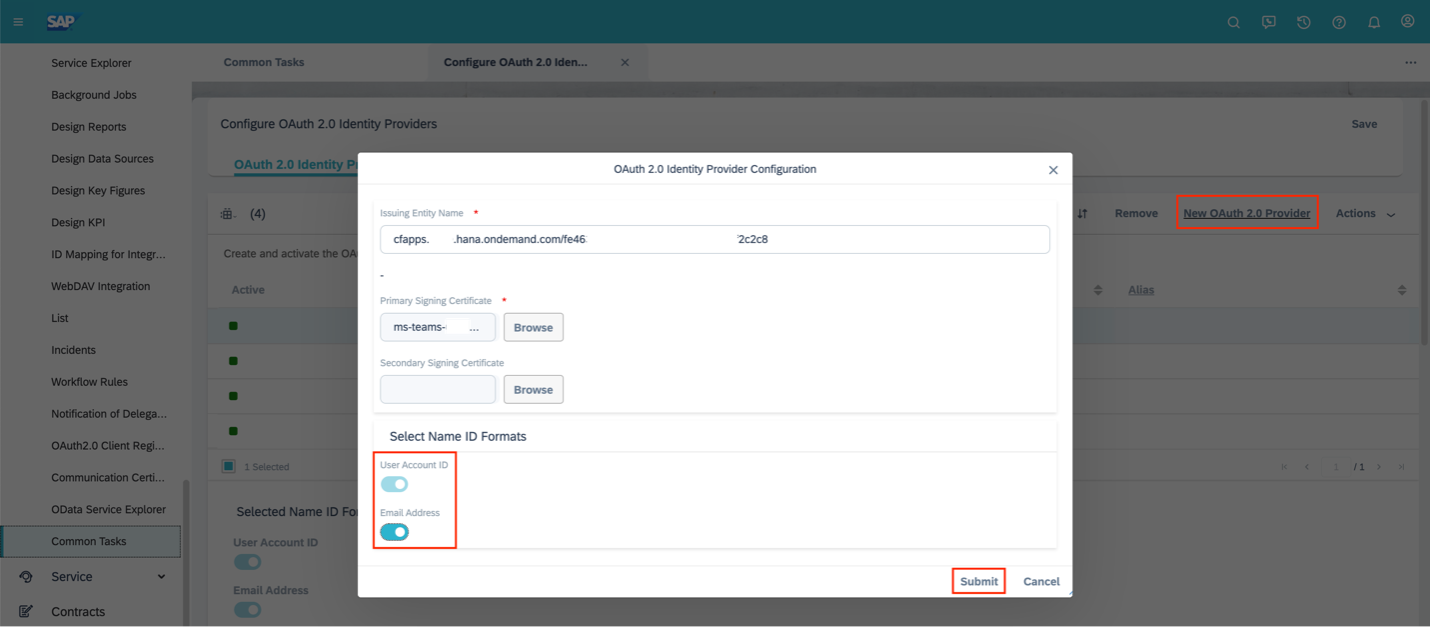 SAP
Service Explorer
Background Jobs
Design Reports
Design Data Sources
Design Key Figures
Design KPI
ID Mapping for Integr...
WebDAV Integration
List
Incidents
Workflow Rules
Notification of Delega...
OAuth2.0 Client Regi...
Communication Certi...
OData Service Explorer
Common Tasks
Service
Contracts
Common Tasks
Configure OAuth 2.0 Iden...
Configure OAuth 2.0 Identity Providers
Save
OAuth 2.0 Identity P
(4)
Remove
New OAuth 2.0 Provider
Actions
Create and activate the OA
Active
Alias
1 Selected
1 / 1
Selected Name ID Fo
User Account ID
Email Address
OAuth 2.0 Identity Provider Configuration
Issuing Entity Name *
cfapps. .hana.ondemand.com/fe46 2c2c8
-
Primary Signing Certificate *
ms-teams- ...
Browse
Secondary Signing Certificate
Browse
Select Name ID Formats
User Account ID
Email Address
Submit
Cancel